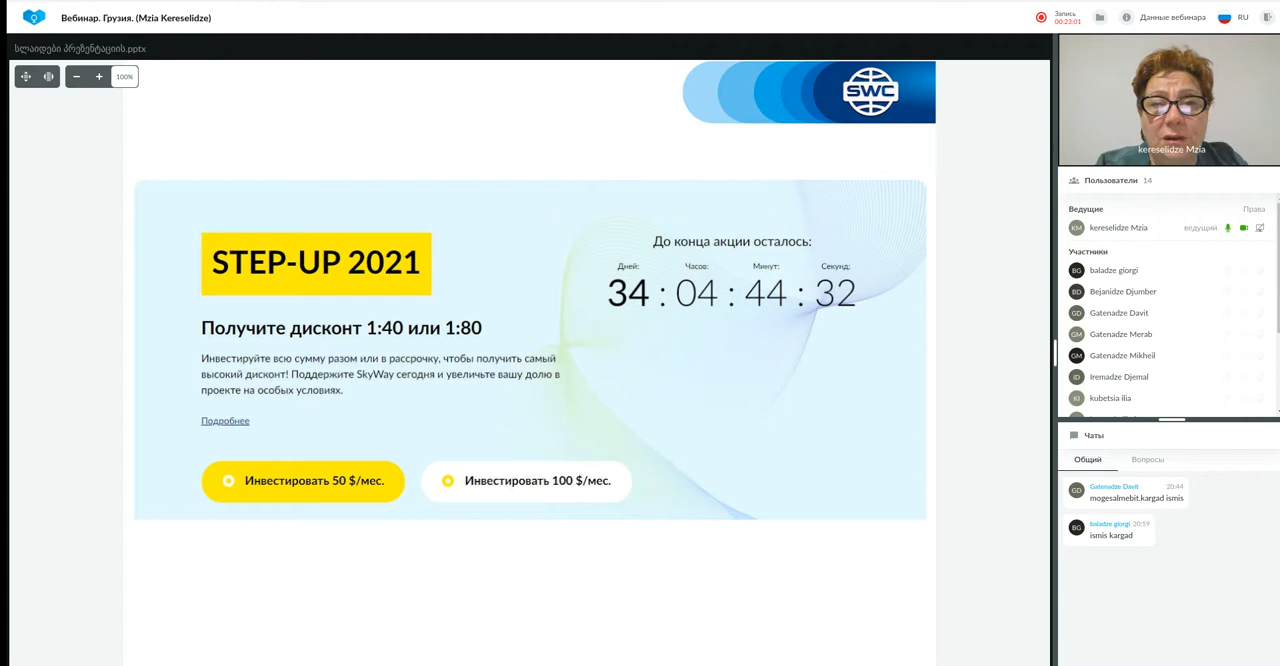 Вебинар. Грузия. (Mzia Kereselidze)
Запись
00:23:01
Данные вебинара
RU
სლაიდები პრეზენტაციის.pptx
100%
SWC
STEP-UP 2021
Получите дисконт 1:40 или 1:80
Инвестируйте всю сумму разом или в рассрочку, чтобы получить самый
высокий дисконт! Поддержите SkyWay сегодня и увеличьте вашу долю в
проекте на особых условиях.
Подробнее
Инвестировать 50 $/мес.
Инвестировать 100 $/мес.
До конца акции осталось:
Дней: Часов: Минут: Секунд:
34 : 04 : 44 : 32
kereselidze Mzia
Пользователи 14
Ведущие Права
KM kereselidze Mzia ведущий
Участники
BG baladze giorgi
BD Bejanidze Djumber
GD Gatenadze Davit
GM Gatenadze Merab
GM Gatenadze Mikheil
ID Iremadze Djemal
KI kubetsia ilia
Чаты
Общий Вопросы
GD Gatenadze Davit 20:44
mogesalmebit.kargad ismis
BG baladze giorgi 20:59
ismis kargad